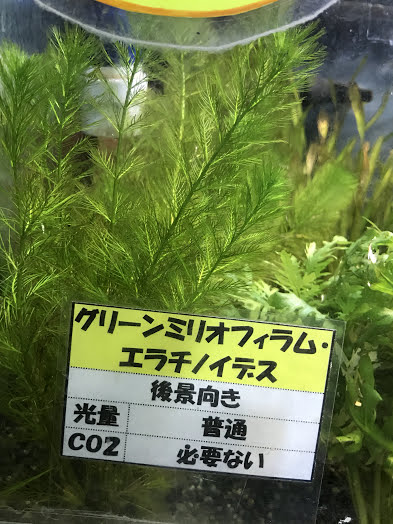 グリーンミリオフィラム・
エラチノイデス
後景向き
光量 普通
CO2 必要ない